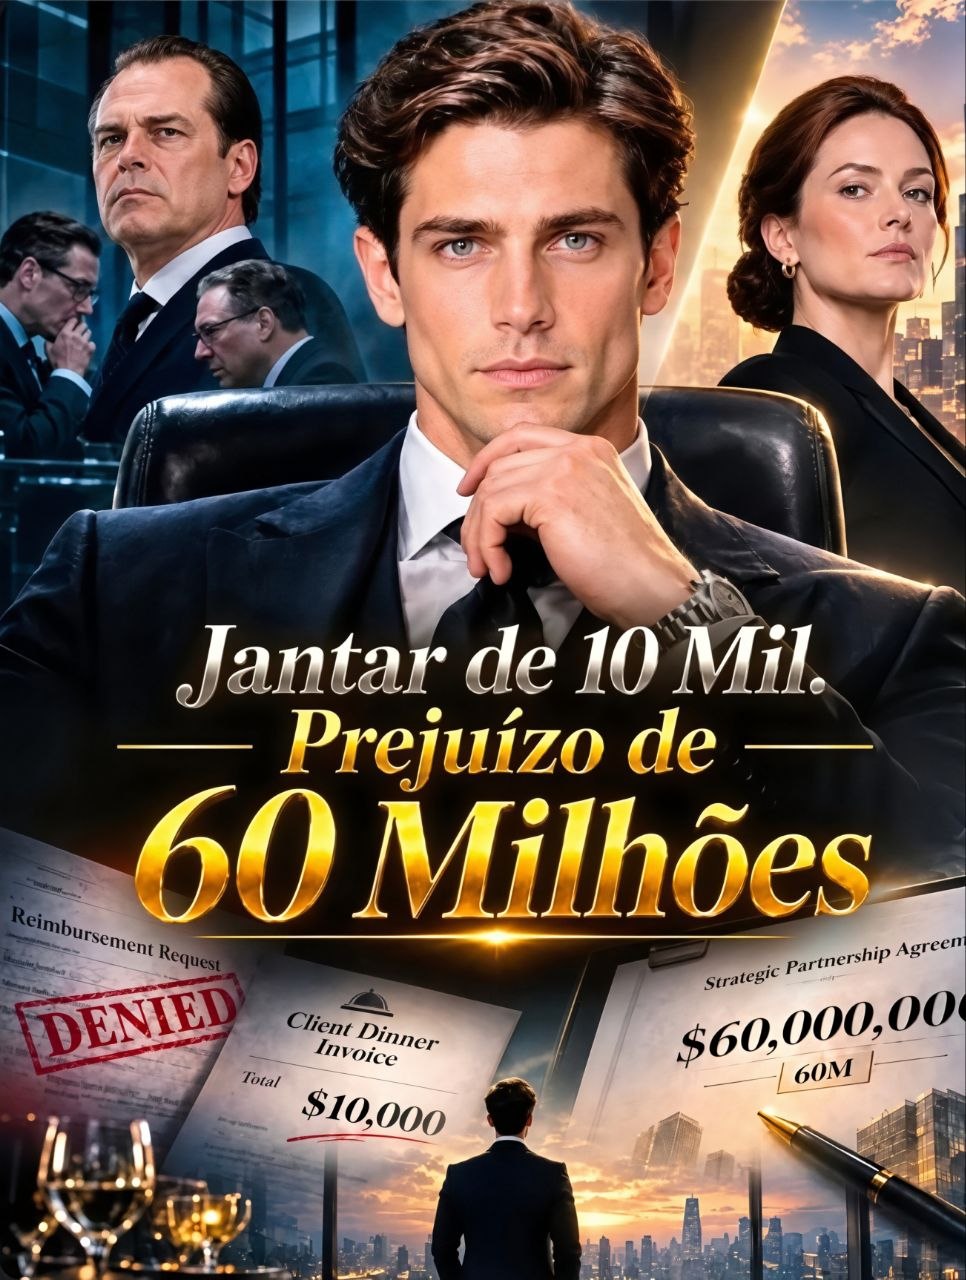 Jantar de 10 Mil.
Prejuízo de
60 Milhões
Reimbursement Request
DENIED
Client Dinner
Invoice
Total
$10,000
Strategic Partnership Agreem
$60,000,00
60M